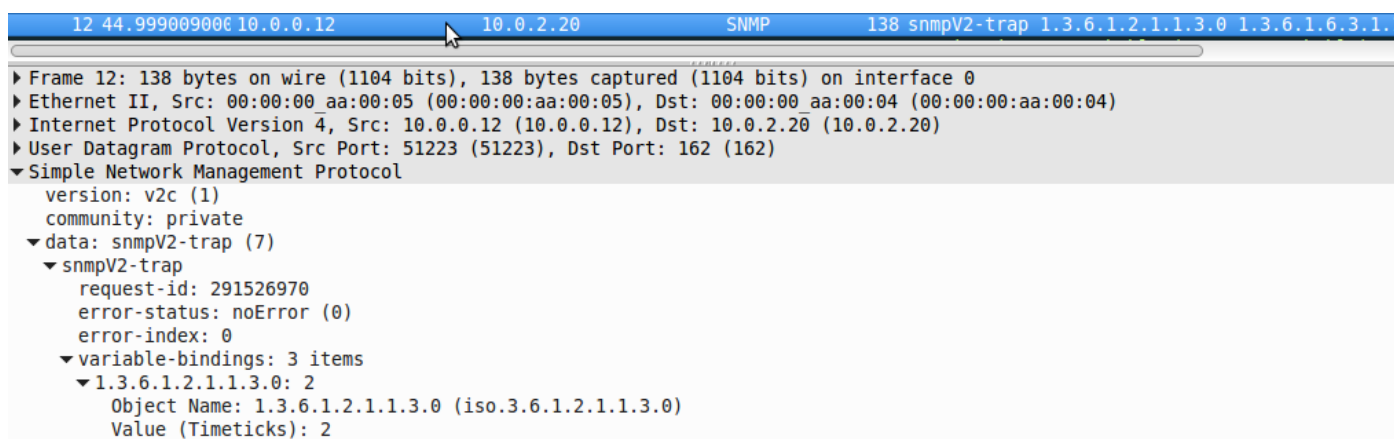 12 44.999009000 10.0.0.12 10.0.2.20 SNMP 138 snmpV2-trap 1.3.6.1.2.1.1.3.0 1.3.6.1.6.3.1.
Frame 12: 138 bytes on wire (1104 bits), 138 bytes captured (1104 bits) on interface 0
Ethernet II, Src: 00:00:00_aa:00:05 (00:00:00:aa:00:05), Dst: 00:00:00_aa:00:04 (00:00:00:aa:00:04)
Internet Protocol Version 4, Src: 10.0.0.12 (10.0.0.12), Dst: 10.0.2.20 (10.0.2.20)
User Datagram Protocol, Src Port: 51223 (51223), Dst Port: 162 (162)
Simple Network Management Protocol
version: v2c (1)
community: private
data: snmpV2-trap (7)
snmpV2-trap
request-id: 291526970
error-status: noError (0)
error-index: 0
variable-bindings: 3 items
1.3.6.1.2.1.1.3.0: 2
Object Name: 1.3.6.1.2.1.1.3.0 (iso.3.6.1.2.1.1.3.0)
Value (Timeticks): 2